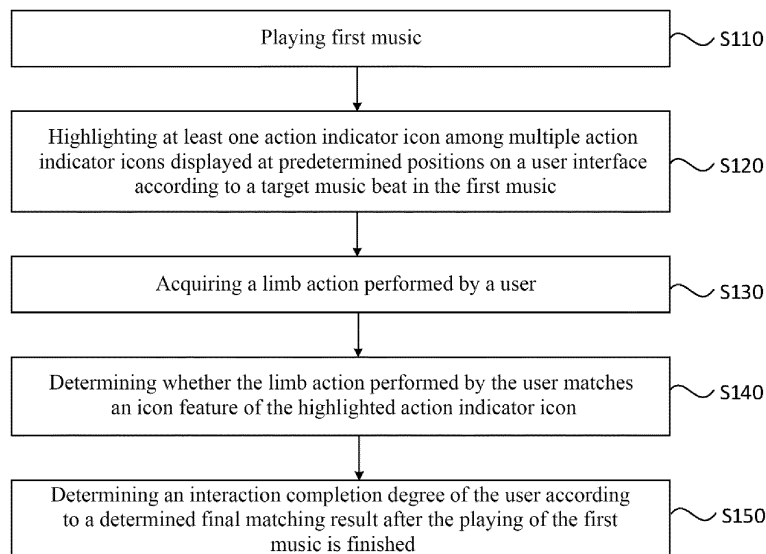 Playing first music
S110
Highlighting at least one action indicator icon among multiple action
indicator icons displayed at predetermined positions on a user interface
according to a target music beat in the first music
S120
Acquiring a limb action performed by a user
S130
Determining whether the limb action performed by the user matches
an icon feature of the highlighted action indicator icon
S140
Determining an interaction completion degree of the user according
to a determined final matching result after the playing of the first
music is finished
S150